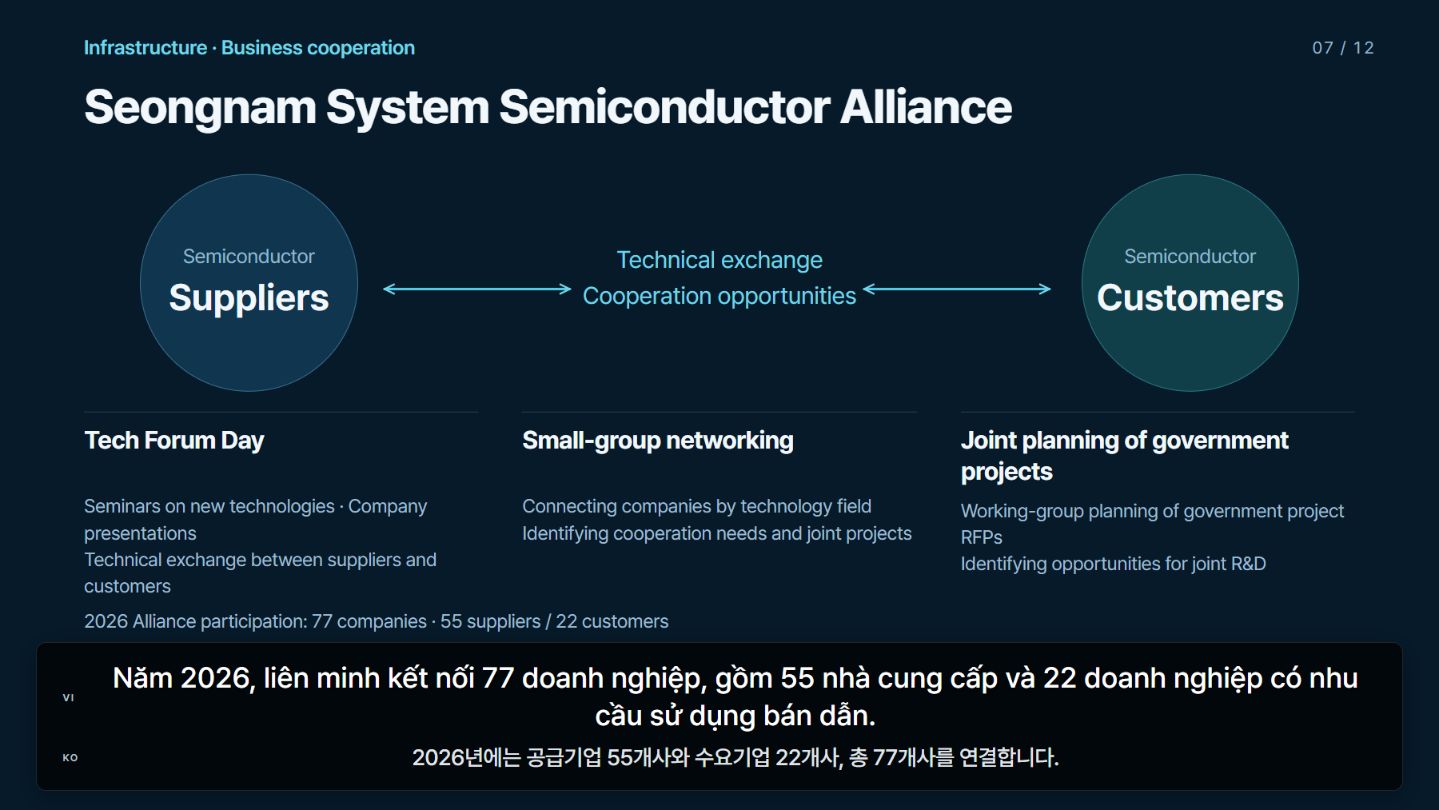 Infrastructure · Business cooperation
07 / 12
Seongnam System Semiconductor Alliance
Semiconductor
Suppliers
Technical exchange
Cooperation opportunities
Semiconductor
Customers
Tech Forum Day
Seminars on new technologies · Company
presentations
Technical exchange between suppliers and
customers
Small-group networking
Connecting companies by technology field
Identifying cooperation needs and joint projects
Joint planning of government
projects
Working-group planning of government project
RFPs
Identifying opportunities for joint R&D
2026 Alliance participation: 77 companies · 55 suppliers / 22 customers
VI
Năm 2026, liên minh kết nối 77 doanh nghiệp, gồm 55 nhà cung cấp và 22 doanh nghiệp có nhu
cầu sử dụng bán dẫn.
KO
2026년에는 공급기업 55개사와 수요기업 22개사, 총 77개사를 연결합니다.